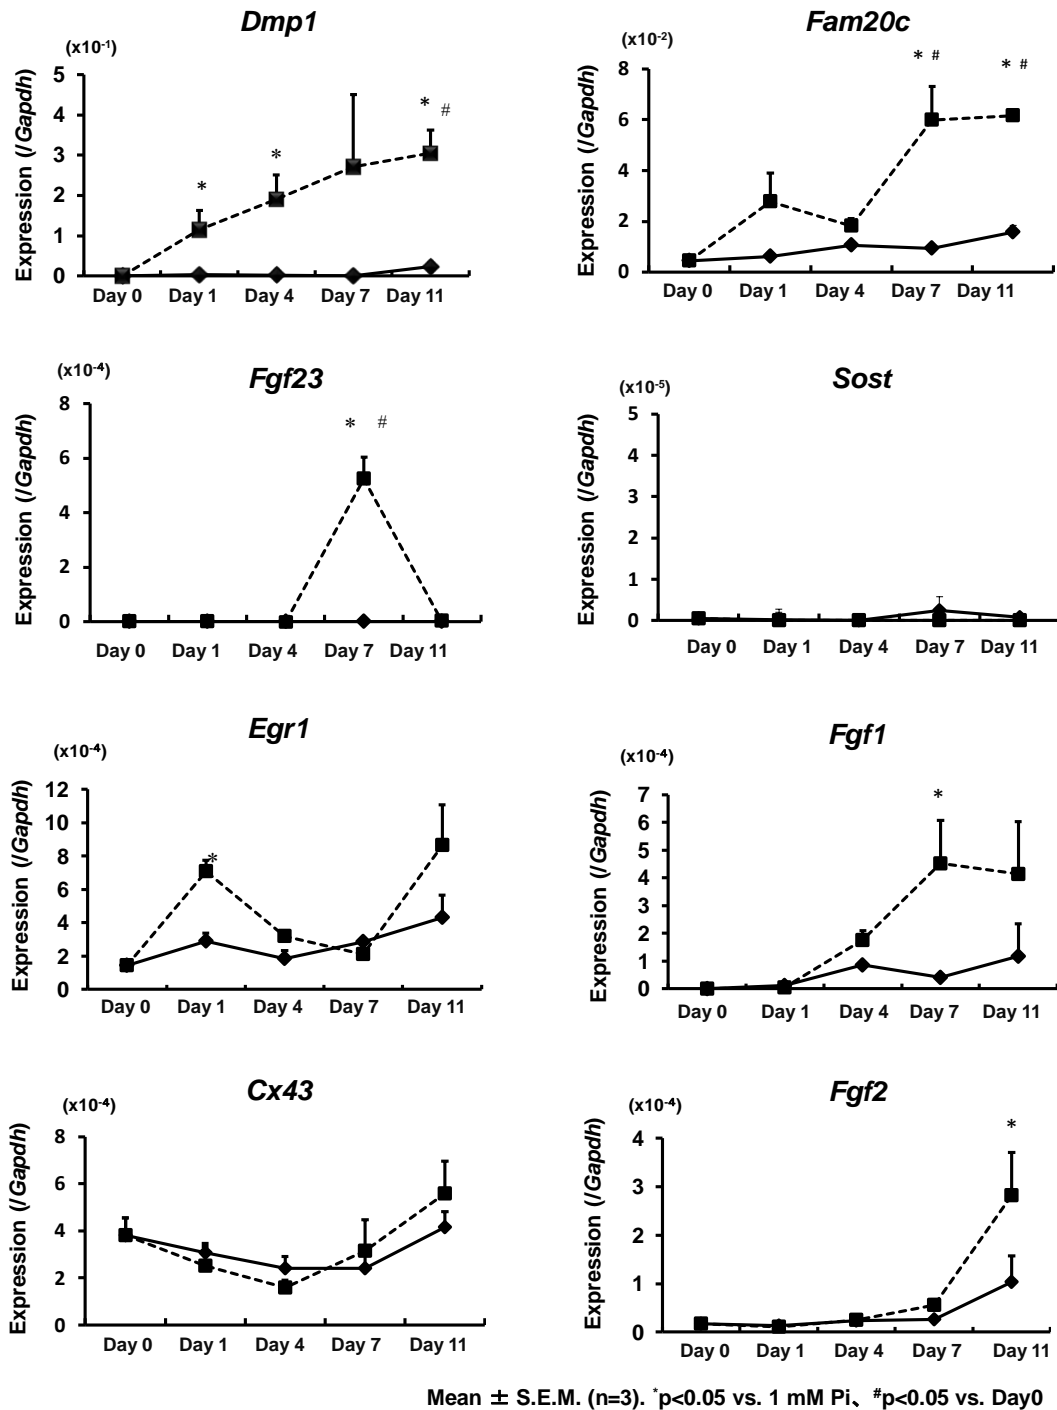 Dmp1
(x10⁻¹)
Expression (/Gapdh)
5
4
3
2
1
0
* * * #
Day 0 Day 1 Day 4 Day 7 Day 11
Fam20c
(x10⁻²)
Expression (/Gapdh)
8
6
4
2
0
* # * #
Day 0 Day 1 Day 4 Day 7 Day 11
Fgf23
(x10⁻⁴)
Expression (/Gapdh)
8
6
4
2
0
* #
Day 0 Day 1 Day 4 Day 7 Day 11
Sost
(x10⁻⁵)
Expression (/Gapdh)
5
4
3
2
1
0
Day 0 Day 1 Day 4 Day 7 Day 11
Egr1
(x10⁻⁴)
Expression (/Gapdh)
12
10
8
6
4
2
0
*
Day 0 Day 1 Day 4 Day 7 Day 11
Fgf1
(x10⁻⁴)
Expression (/Gapdh)
7
6
5
4
3
2
1
0
*
Day 0 Day 1 Day 4 Day 7 Day 11
Cx43
(x10⁻⁴)
Expression (/Gapdh)
8
6
4
2
0
Day 0 Day 1 Day 4 Day 7 Day 11
Fgf2
(x10⁻⁴)
Expression (/Gapdh)
4
3
2
1
0
*
Day 0 Day 1 Day 4 Day 7 Day 11
Mean ± S.E.M. (n=3). *p<0.05 vs. 1 mM Pi、 #p<0.05 vs. Day0